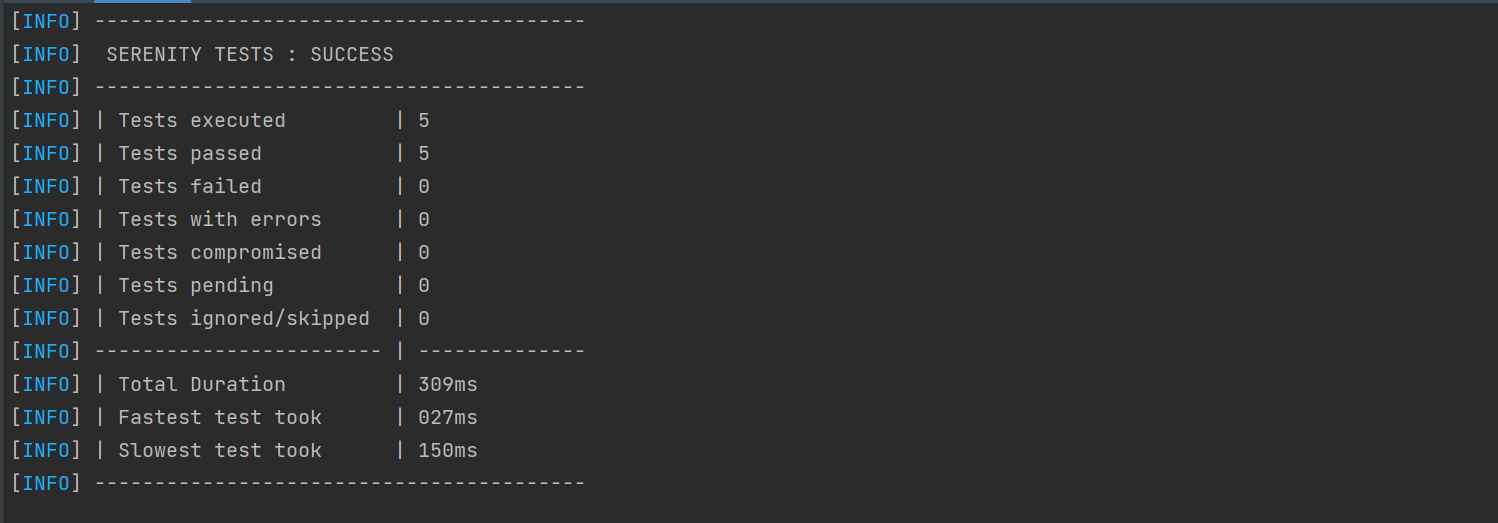 [INFO] -----------------------------------------
[INFO]  SERENITY TESTS : SUCCESS
[INFO] -----------------------------------------
[INFO] | Tests executed         | 5
[INFO] | Tests passed           | 5
[INFO] | Tests failed           | 0
[INFO] | Tests with errors      | 0
[INFO] | Tests compromised      | 0
[INFO] | Tests pending          | 0
[INFO] | Tests ignored/skipped  | 0
[INFO] ------------------------ | --------------
[INFO] | Total Duration         | 309ms
[INFO] | Fastest test took      | 027ms
[INFO] | Slowest test took      | 150ms
[INFO] -----------------------------------------